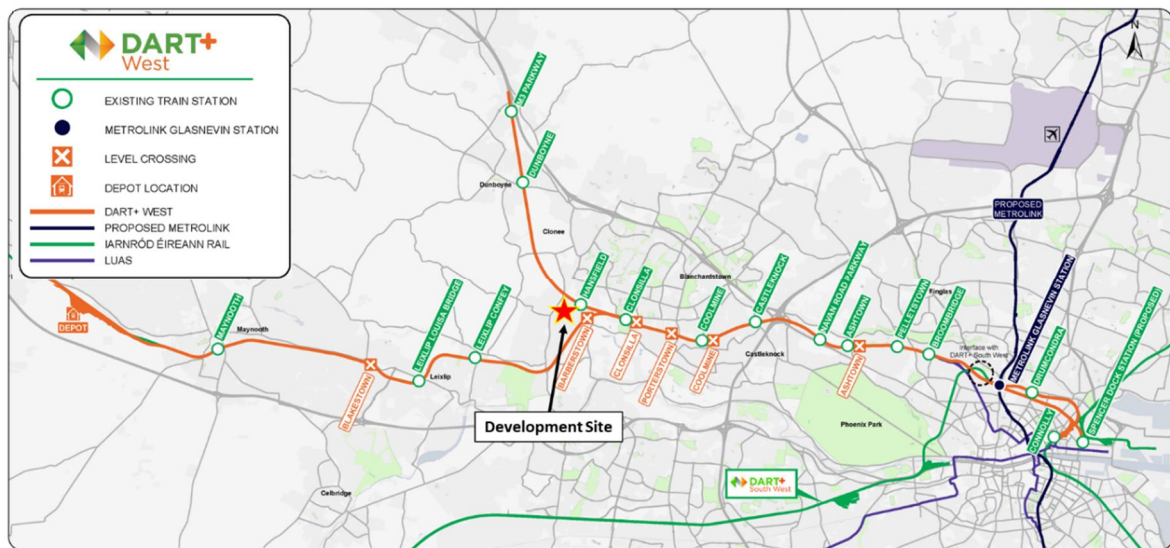 DART+
West
EXISTING TRAIN STATION
METROLINK GLASNEVIN STATION
LEVEL CROSSING
DEPOT LOCATION
DART+ WEST
PROPOSED METROLINK
IARNRÓD ÉIREANN RAIL
LUAS
N
M3 PARKWAY
DUNBOYNE
Dunboyne
Clonee
HANSFIELD
CLONSILLA
Blanchardstown
COOLMINE
CASTLEKNOCK
NAVAN ROAD PARKWAY
ASHTOWN
PELLETSTOWN
Finglas
BROOMBRIDGE
PROPOSED
METROLINK
METROLINK GLASNEVIN STATION
Interface with
DART+ South West
DRUMCONDRA
SPENCER DOCK STATION (PROPOSED)
CONNOLLY
DEPOT
MAYNOOTH
Maynooth
BLAKESTOWN
LEIXLIP LOUISA BRIDGE
Leixlip
LEIXLIP CONFEY
BARBERSTOWN
CLONSILLA
PORTERSTOWN
COOLMINE
Castleknock
ASHTOWN
Phoenix Park
Development Site
Celbridge
DART+
South West